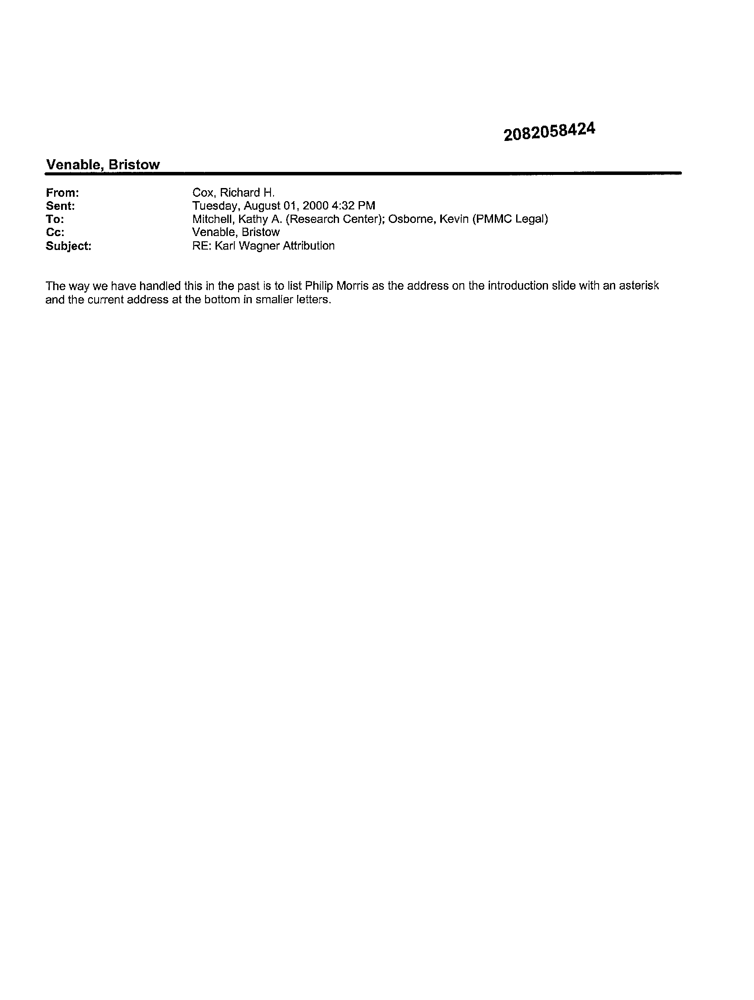 2082058424
Venable, Bristow
From: Cox, Richard H.
Sent: Tuesday, August 01, 2000 4:32 PM
To: Mitchell, Kathy A. (Research Center); Osborne, Kevin (PMMC Legal)
Cc: Venable, Bristow
Subject: RE: Karl Wagner Attribution
The way we have handled this in the past is to list Philip Morris as the address on the introduction slide with an asterisk
and the current address at the bottom in smaller letters.